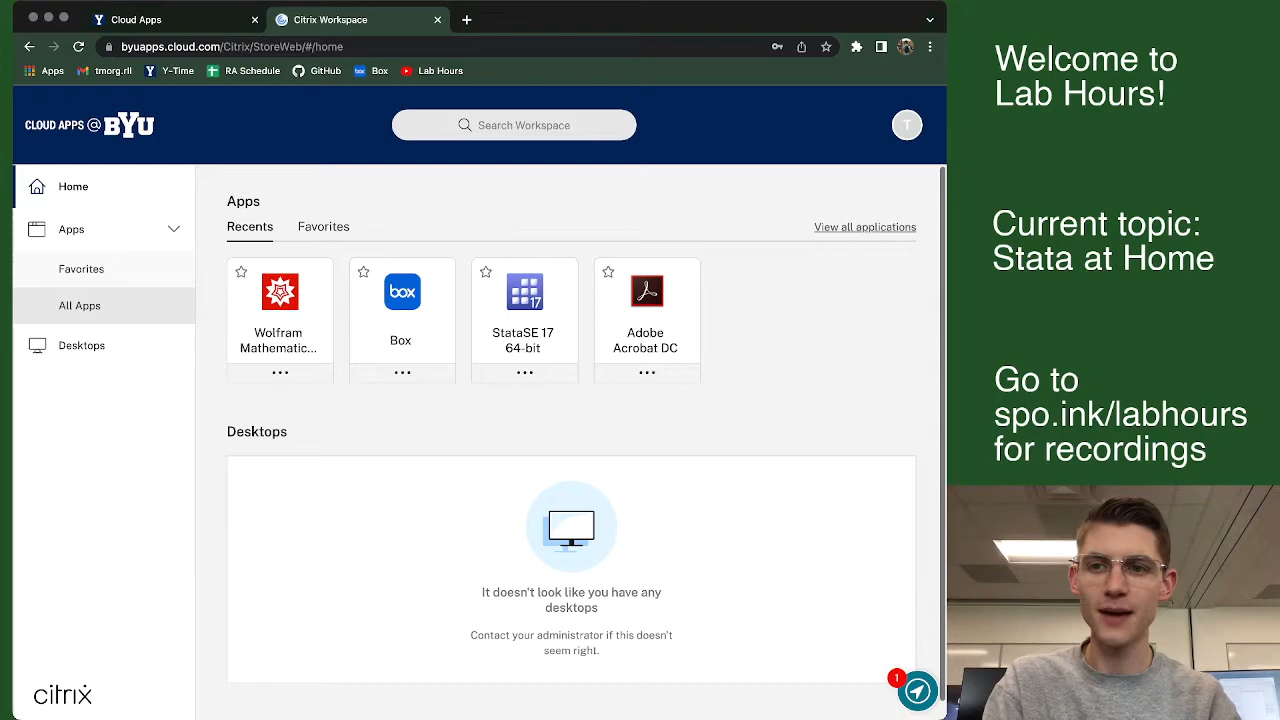 Cloud Apps
Citrix Workspace
byuapps.cloud.com/Citrix/StoreWeb/#/home
Apps
tmorg.rll
Y-Time
RA Schedule
GitHub
Box
Lab Hours
CLOUD APPS @ BYU
Search Workspace
T
Home
Apps
Favorites
All Apps
Desktops
Apps
Recents
Favorites
View all applications
Wolfram
Mathematic...
box
Box
17
StataSE 17
64-bit
Adobe
Acrobat DC
Desktops
It doesn't look like you have any
desktops
Contact your administrator if this doesn't
seem right.
1
citrix
Welcome to
Lab Hours!
Current topic:
Stata at Home
Go to
spo.ink/labhours
for recordings